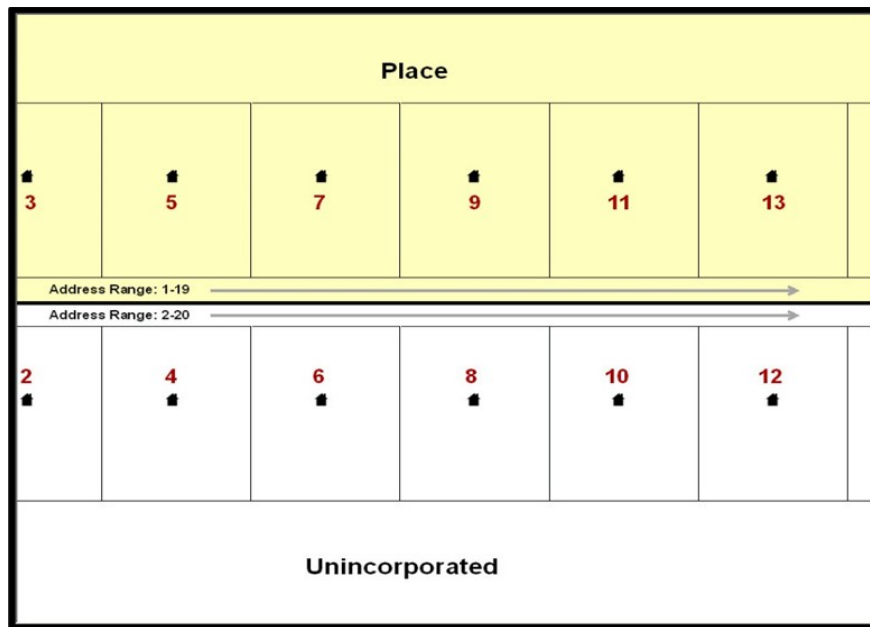 Place
3 5 7 9 11 13
Address Range: 1-19
Address Range: 2-20
2 4 6 8 10 12
Unincorporated